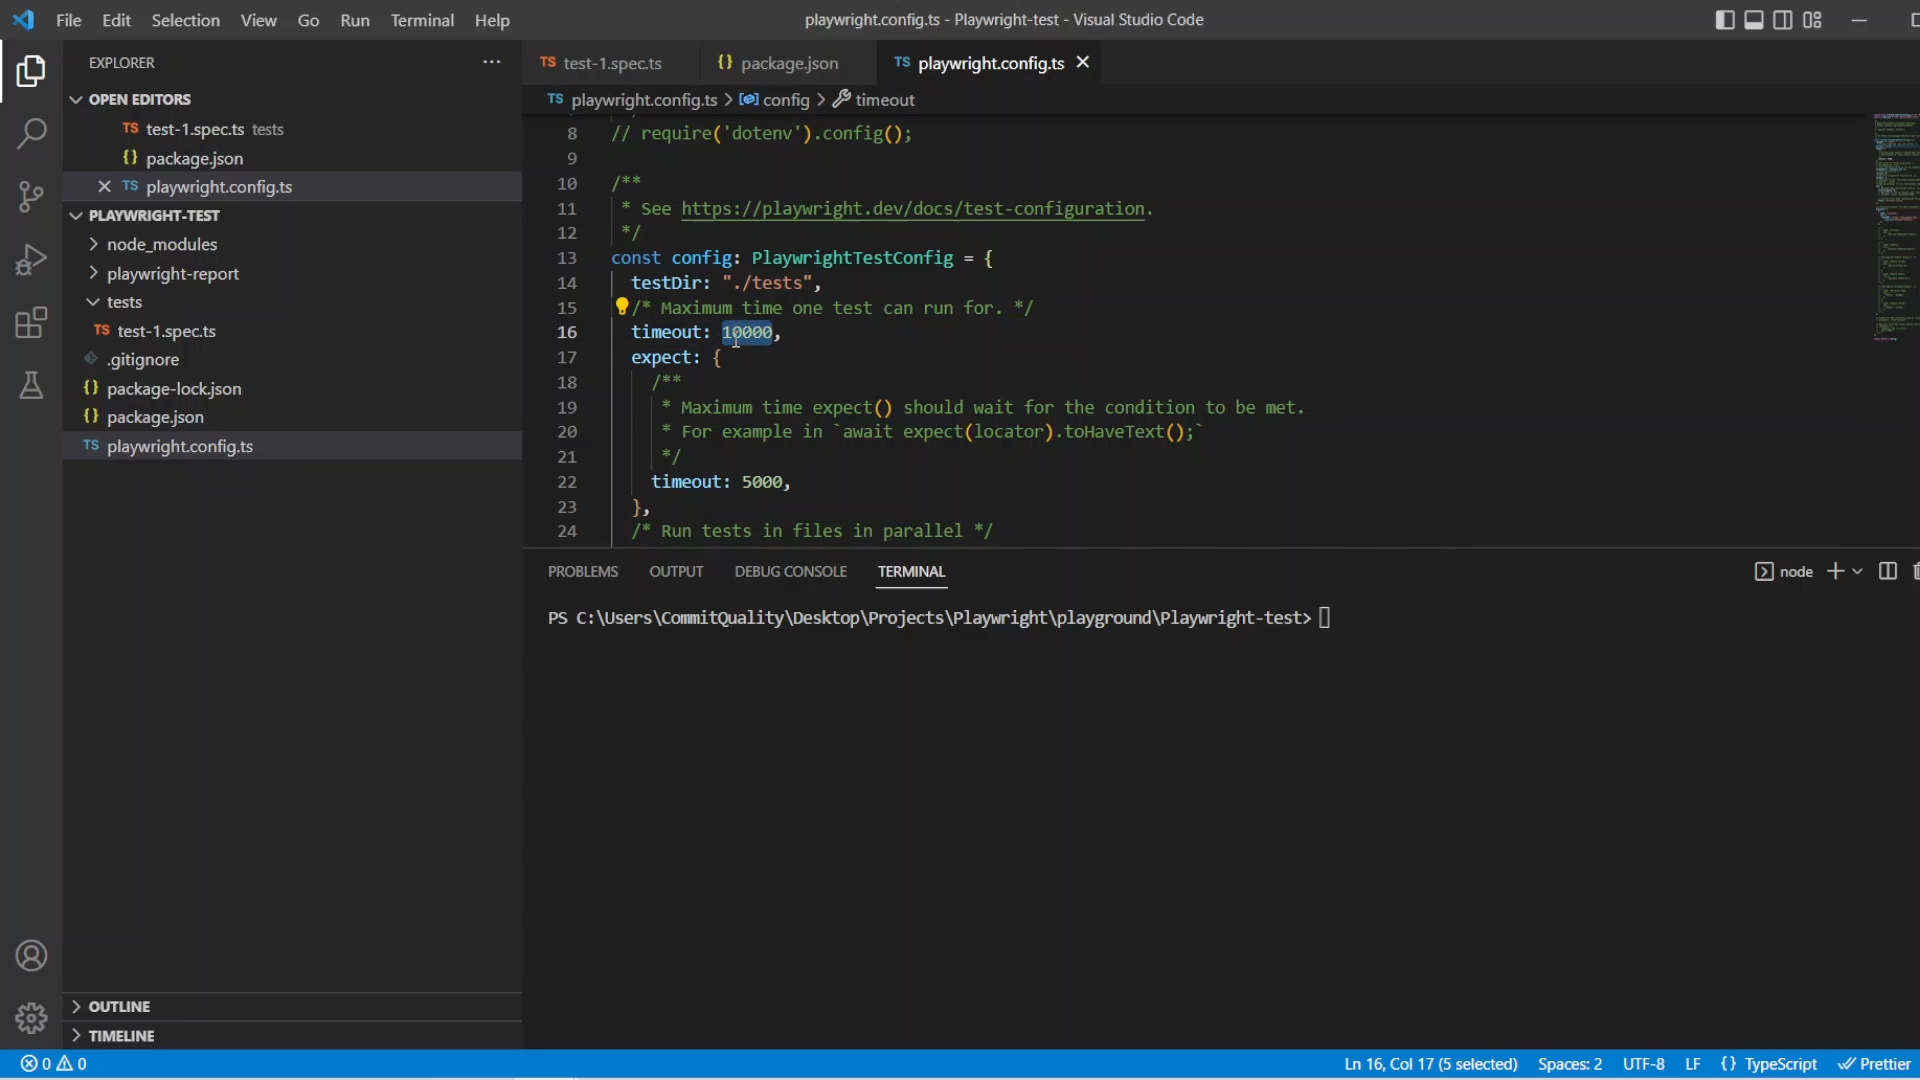 File Edit Selection View Go Run Terminal Help
playwright.config.ts - Playwright-test - Visual Studio Code
EXPLORER
OPEN EDITORS
TS test-1.spec.ts tests
{} package.json
TS playwright.config.ts
PLAYWRIGHT-TEST
node_modules
playwright-report
tests
TS test-1.spec.ts
.gitignore
{} package-lock.json
{} package.json
TS playwright.config.ts
OUTLINE
TIMELINE
TS test-1.spec.ts {} package.json TS playwright.config.ts
TS playwright.config.ts > config > timeout
8 // require('dotenv').config();
9
10 /**
11 * See https://playwright.dev/docs/test-configuration.
12 */
13 const config: PlaywrightTestConfig = {
14 testDir: "./tests",
15 /* Maximum time one test can run for. */
16 timeout: 10000,
17 expect: {
18 /**
19 * Maximum time expect() should wait for the condition to be met.
20 * For example in `await expect(locator).toHaveText();`
21 */
22 timeout: 5000,
23 },
24 /* Run tests in files in parallel */
PROBLEMS OUTPUT DEBUG CONSOLE TERMINAL
node
PS C:\Users\CommitQuality\Desktop\Projects\Playwright\playground\Playwright-test>
0 0
Ln 16, Col 17 (5 selected) Spaces: 2 UTF-8 LF {} TypeScript Prettier